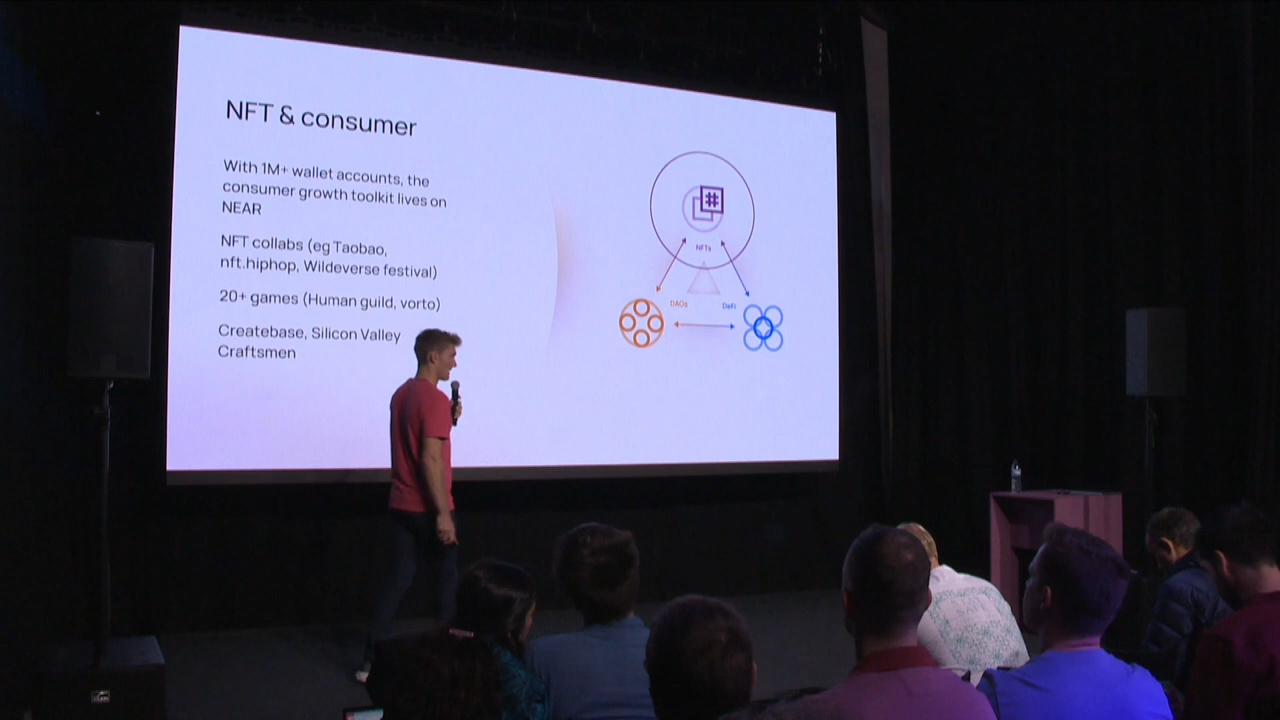 NFT & consumer
With 1M+ wallet accounts, the
consumer growth toolkit lives on
NEAR
NFT collabs (eg Taobao,
nft.hiphop, Wildeverse festival)
20+ games (Human guild, vorto)
Createbase, Silicon Valley
Craftsmen
#
NFTs
DAOs
DeFi